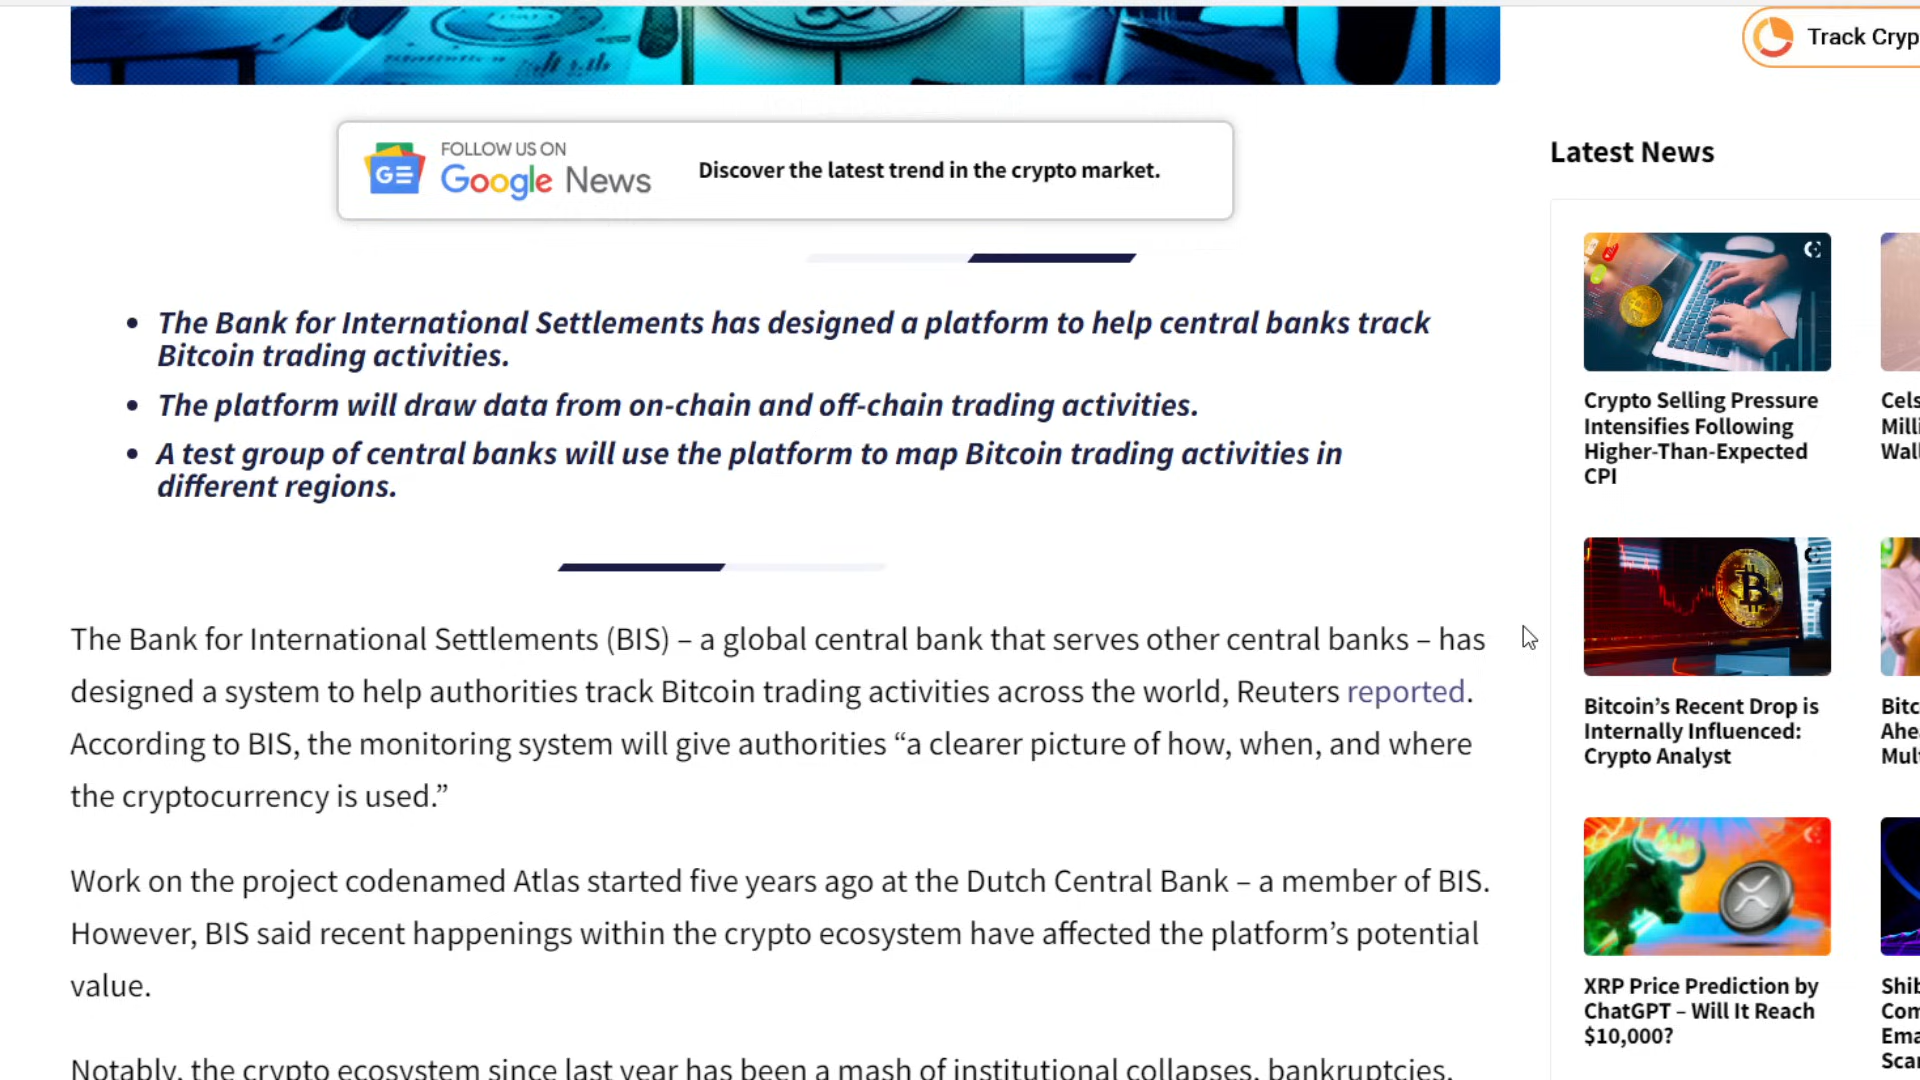 Track Cryp
FOLLOW US ON
GE
Google News
Discover the latest trend in the crypto market.
Latest News
• The Bank for International Settlements has designed a platform to help central banks track
Bitcoin trading activities.
• The platform will draw data from on-chain and off-chain trading activities.
• A test group of central banks will use the platform to map Bitcoin trading activities in
different regions.
The Bank for International Settlements (BIS) – a global central bank that serves other central banks – has
designed a system to help authorities track Bitcoin trading activities across the world, Reuters reported.
According to BIS, the monitoring system will give authorities “a clearer picture of how, when, and where
the cryptocurrency is used.”
Work on the project codenamed Atlas started five years ago at the Dutch Central Bank – a member of BIS.
However, BIS said recent happenings within the crypto ecosystem have affected the platform’s potential
value.
Notably, the crypto ecosystem since last year has been a mash of institutional collapses, bankruptcies,
Crypto Selling Pressure
Intensifies Following
Higher-Than-Expected
CPI
Cels
Milli
Wall
Bitcoin’s Recent Drop is
Internally Influenced:
Crypto Analyst
Bitc
Ahe
Mul
XRP Price Prediction by
ChatGPT – Will It Reach
$10,000?
Shib
Com
Ema
Scar